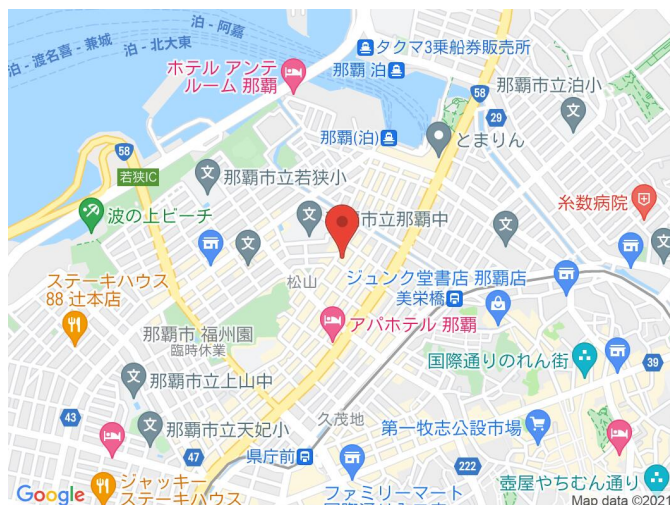 泊 - 阿嘉
泊 - 渡名喜 - 兼城
泊 - 北大東
タクマ3乗船券販売所
ホテル アンテ
ルーム 那覇
那覇 泊
58
那覇市立泊小
29
那覇(泊)
とまりん
58
若狭IC
那覇市立若狭小
糸数病院
波の上ビーチ
市立那覇中
ステーキハウス
88 辻本店
松山
ジュンク堂書店 那覇店
美栄橋
那覇市 福州園
臨時休業
アパホテル 那覇
国際通りのれん街
39
那覇市立上山中
久茂地
43
那覇市立天妃小
第一牧志公設市場
47
県庁前
222
ジャッキー
ステーキハウス
ファミリーマート
壺屋やちむん通り
Google
Map data ©2021